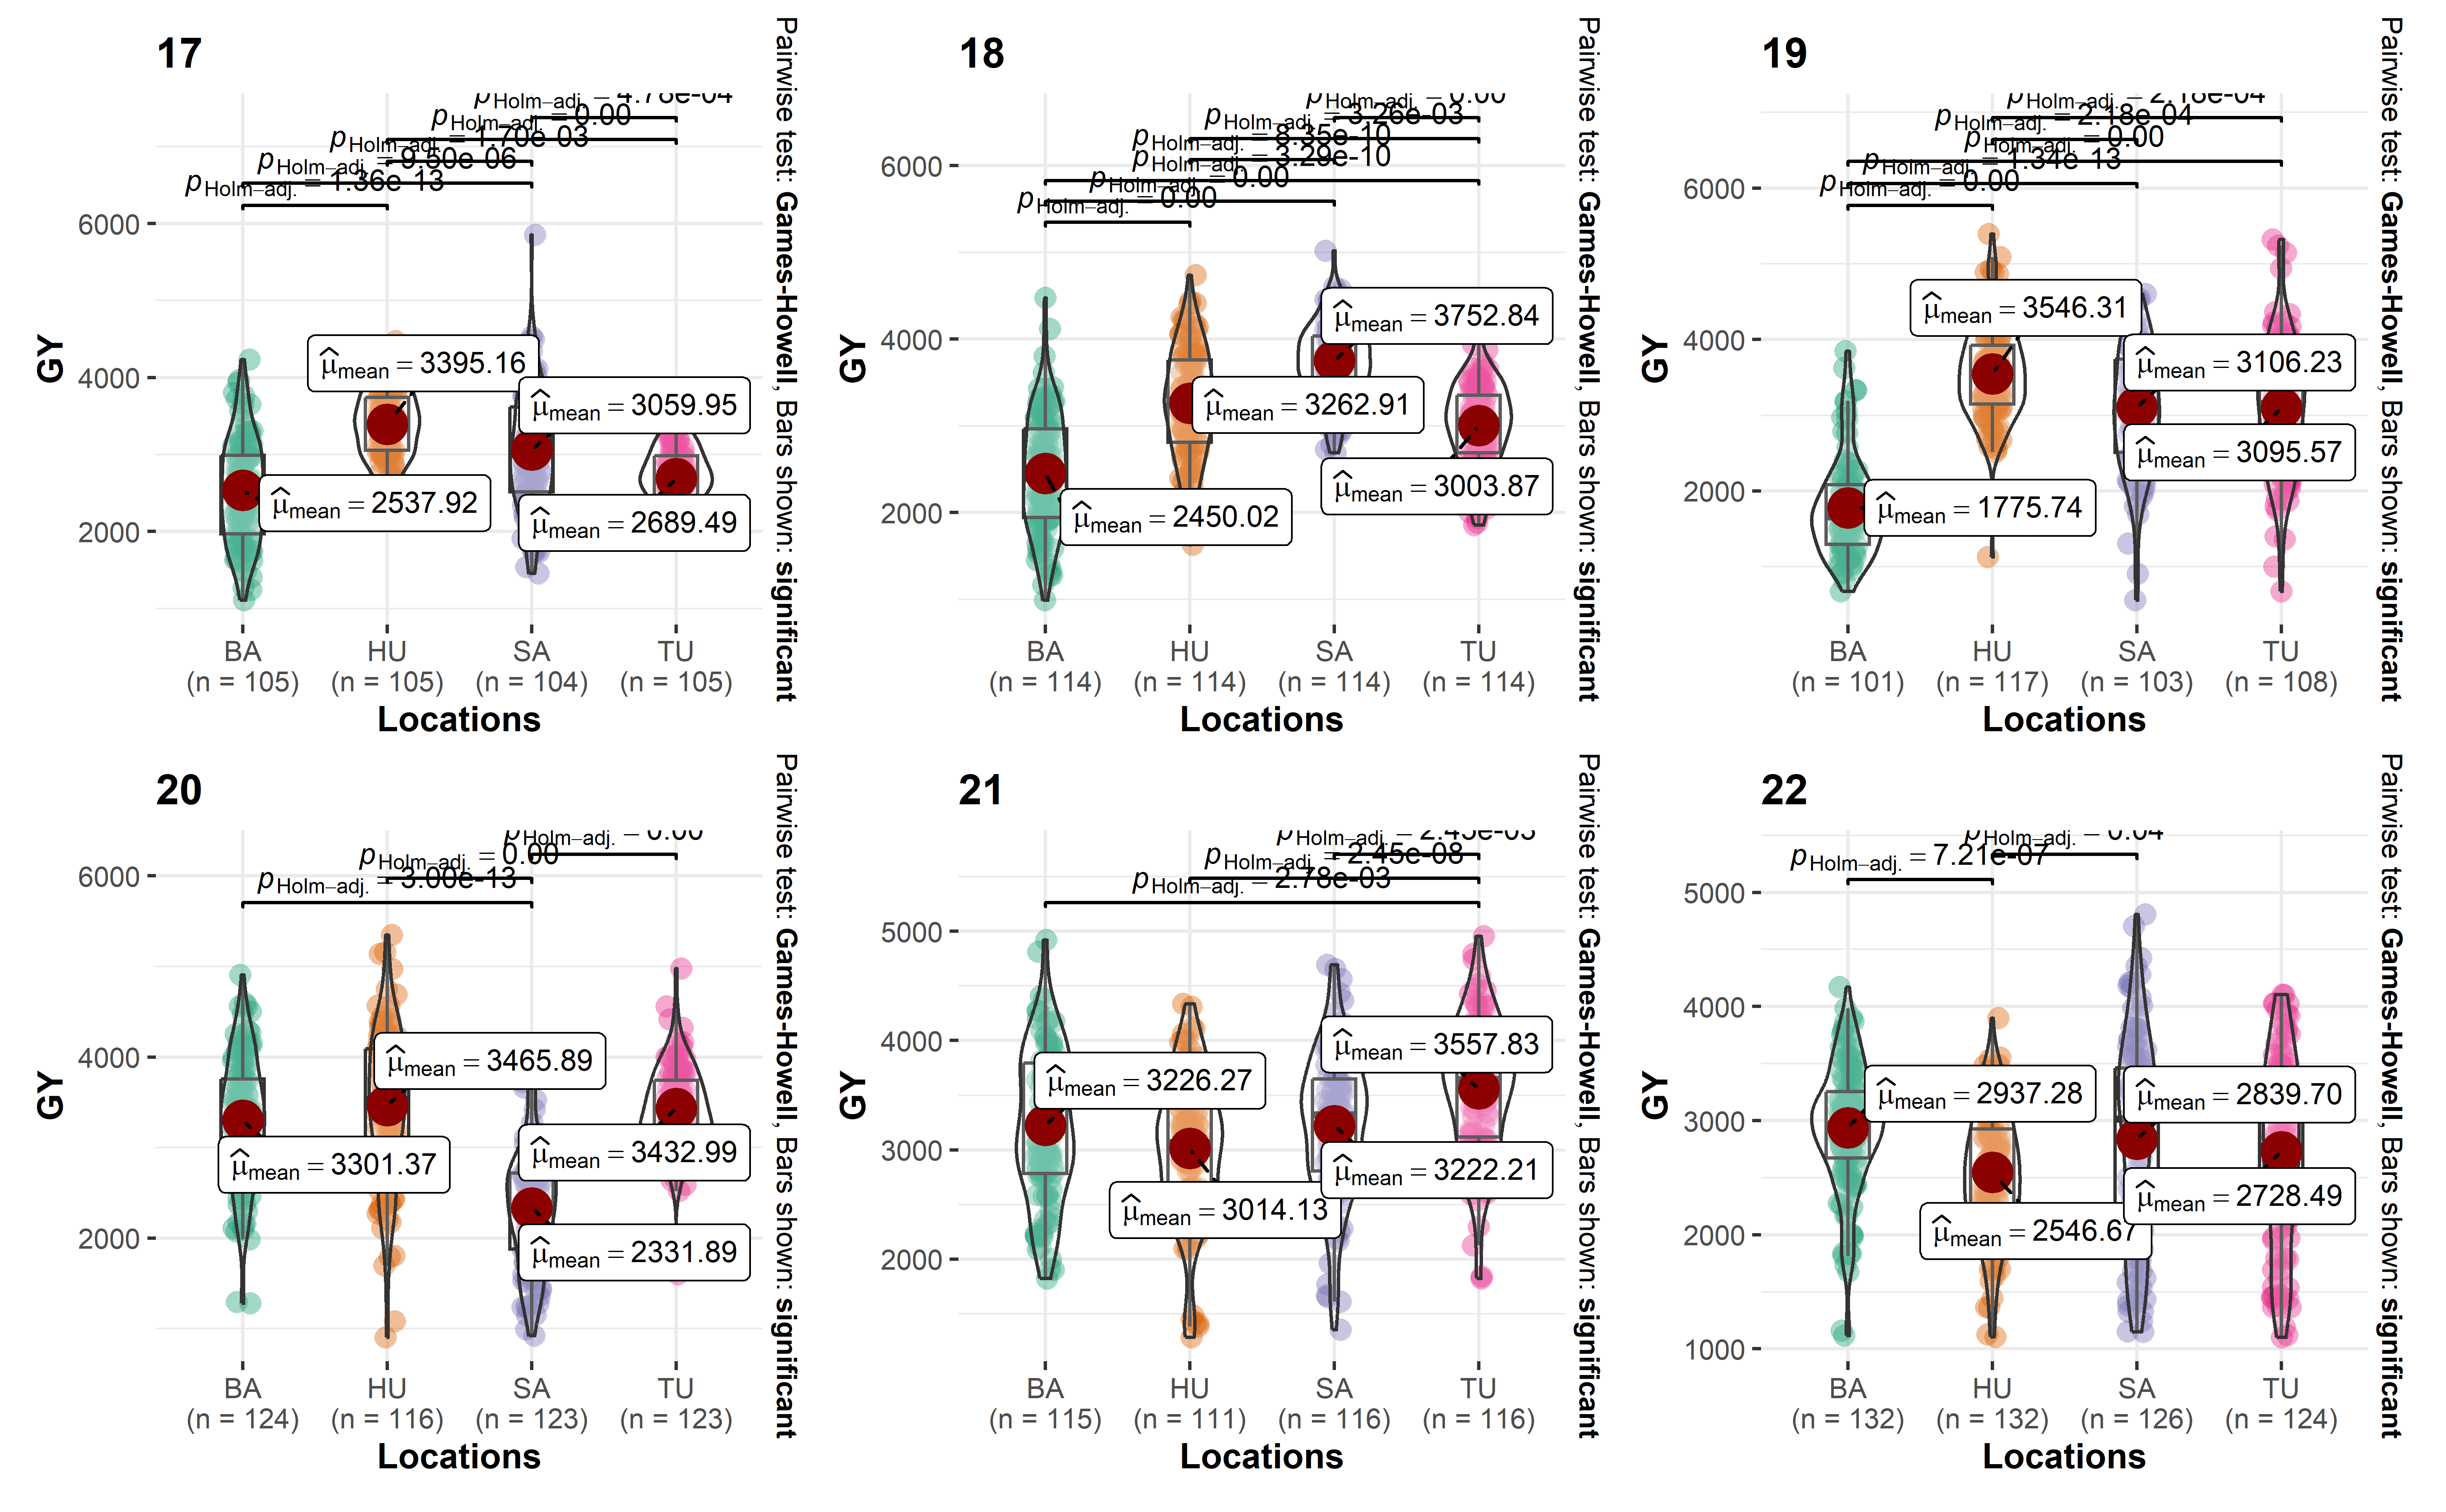 17
pHolm–adj. = 4.78e-04
pHolm–adj. = 0.00
pHolm–adj. = 1.70e-03
pHolm–adj. = 9.50e-06
pHolm–adj. = 1.36e-13
GY
6000
4000
2000
μ̂mean = 3395.16
μ̂mean = 3059.95
μ̂mean = 2537.92
μ̂mean = 2689.49
BA HU SA TU
(n = 105) (n = 105) (n = 104) (n = 105)
Locations
Pairwise test: Games-Howell, Bars shown: significant
18
pHolm–adj. = 0.00
pHolm–adj. = 3.26e-03
pHolm–adj. = 8.35e-10
pHolm–adj. = 3.29e-10
pHolm–adj. = 0.00
pHolm–adj. = 0.00
GY
6000
4000
2000
μ̂mean = 3752.84
μ̂mean = 3262.91
μ̂mean = 3003.87
μ̂mean = 2450.02
BA HU SA TU
(n = 114) (n = 114) (n = 114) (n = 114)
Locations
Pairwise test: Games-Howell, Bars shown: significant
19
pHolm–adj. = 2.18e-04
pHolm–adj. = 2.18e-04
pHolm–adj. = 0.00
pHolm–adj. = 1.34e-13
pHolm–adj. = 0.00
GY
6000
4000
2000
μ̂mean = 3546.31
μ̂mean = 3106.23
μ̂mean = 3095.57
μ̂mean = 1775.74
BA HU SA TU
(n = 101) (n = 117) (n = 103) (n = 108)
Locations
Pairwise test: Games-Howell, Bars shown: significant
20
pHolm–adj. = 0.00
pHolm–adj. = 0.00
pHolm–adj. = 3.00e-13
GY
6000
4000
2000
μ̂mean = 3465.89
μ̂mean = 3301.37
μ̂mean = 3432.99
μ̂mean = 2331.89
BA HU SA TU
(n = 124) (n = 116) (n = 123) (n = 123)
Locations
Pairwise test: Games-Howell, Bars shown: significant
21
pHolm–adj. =
pHolm–adj. = 2.45e-08
pHolm–adj. = 2.78e-03
GY
5000
4000
3000
2000
μ̂mean = 3557.83
μ̂mean = 3226.27
μ̂mean = 3222.21
μ̂mean = 3014.13
BA HU SA TU
(n = 115) (n = 111) (n = 116) (n = 116)
Locations
Pairwise test: Games-Howell, Bars shown: significant
22
pHolm–adj. = 0.04
pHolm–adj. = 7.21e-07
GY
5000
4000
3000
2000
1000
μ̂mean = 2937.28
μ̂mean = 2839.70
μ̂mean = 2728.49
μ̂mean = 2546.67
BA HU SA TU
(n = 132) (n = 132) (n = 126) (n = 124)
Locations
Pairwise test: Games-Howell, Bars shown: significant